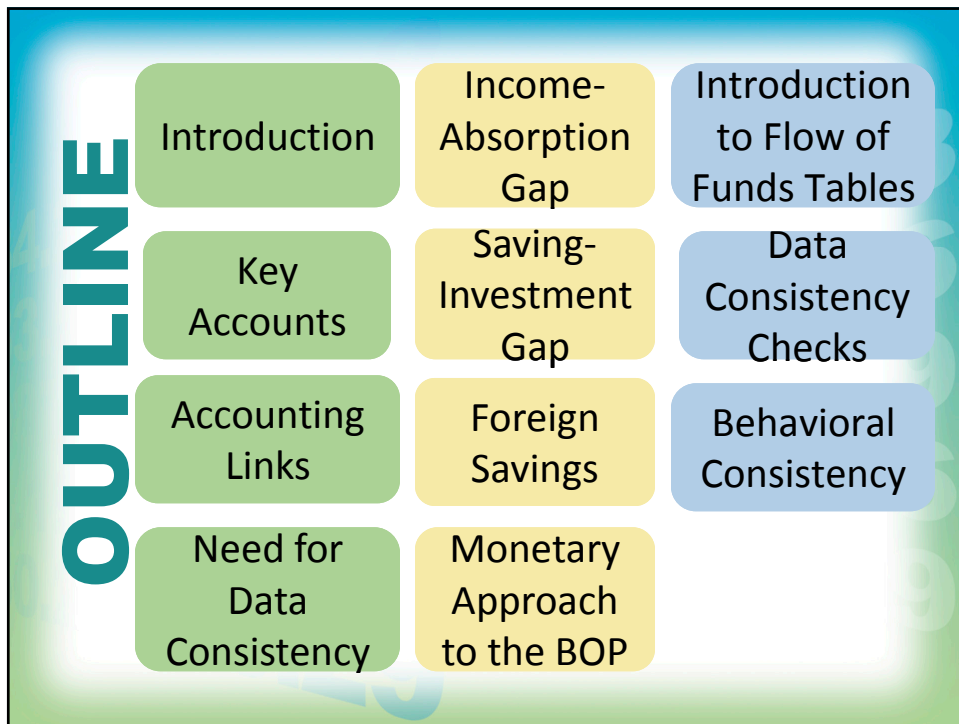 OUTLINE
Introduction
Key
Accounts
Accounting
Links
Need for
Data
Consistency
Income-
Absorption
Gap
Saving-
Investment
Gap
Foreign
Savings
Monetary
Approach
to the BOP
Introduction
to Flow of
Funds Tables
Data
Consistency
Checks
Behavioral
Consistency